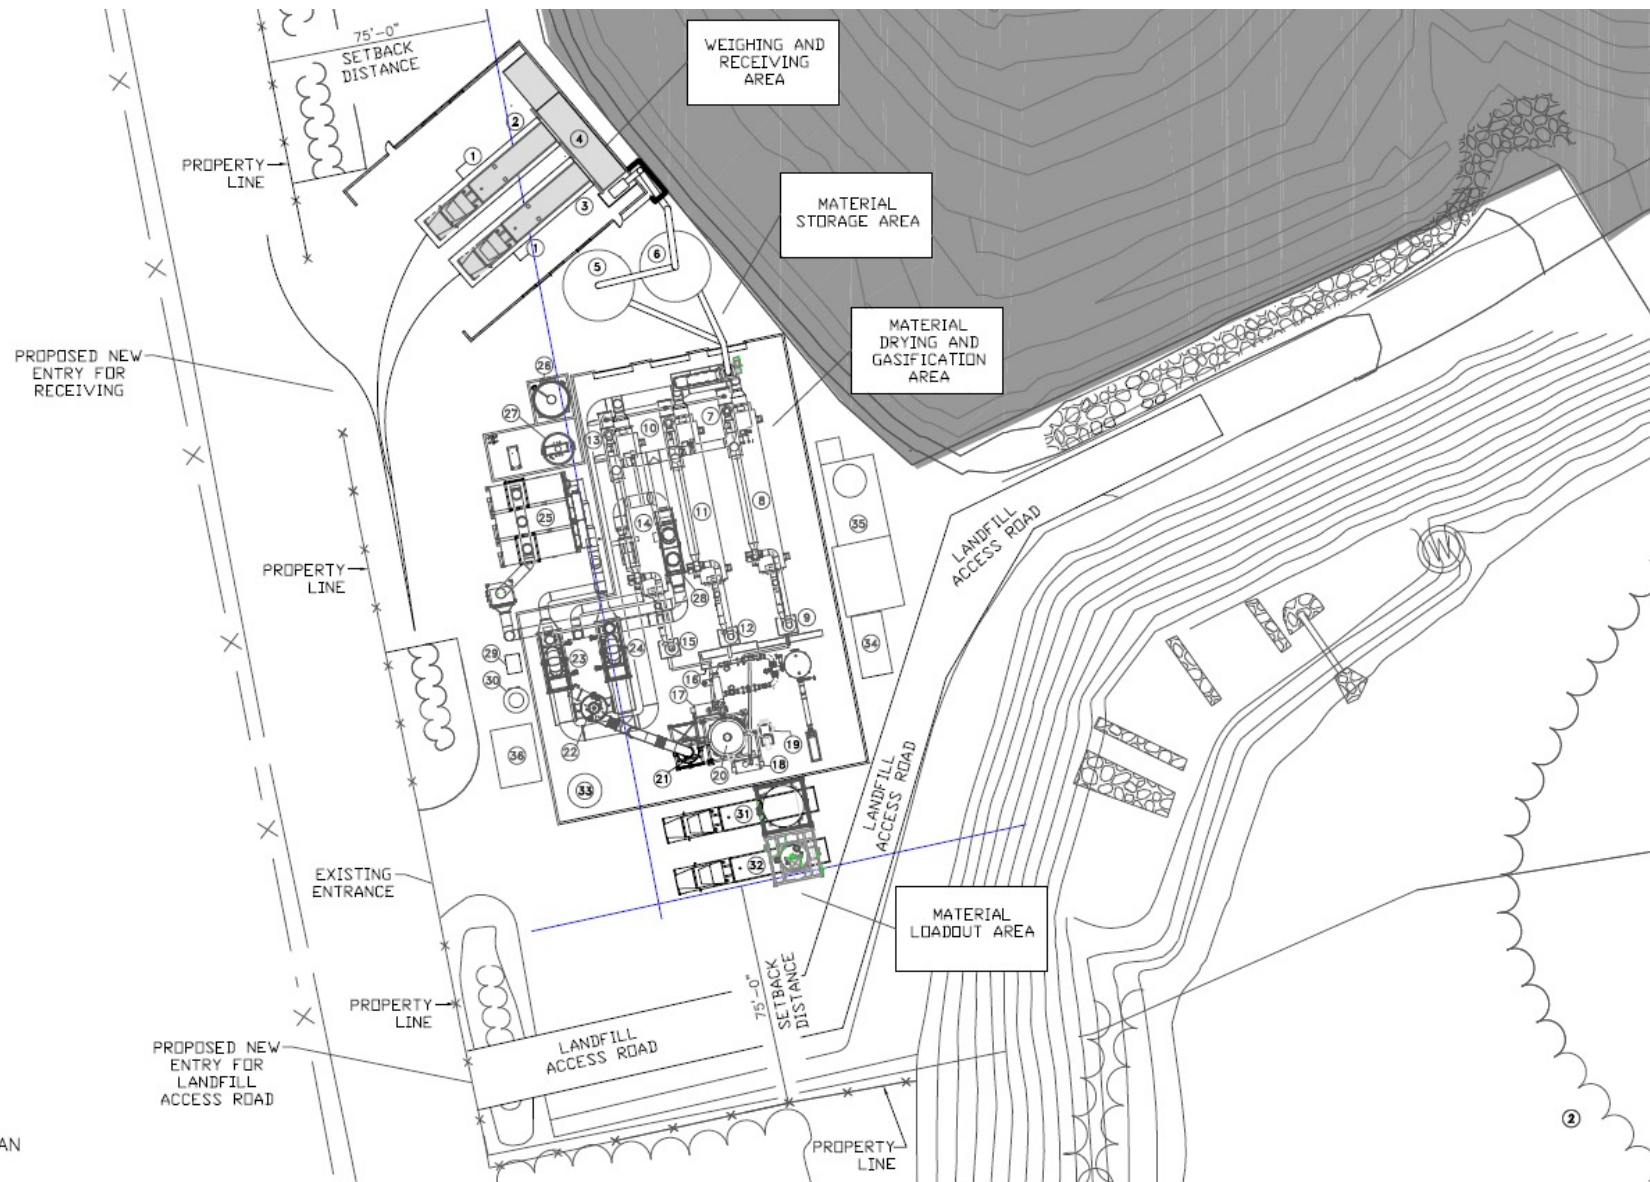 75'-0"
SETBACK
DISTANCE
WEIGHING AND
RECEIVING
AREA
2
4
1
PROPERTY
LINE
3
1
MATERIAL
STORAGE AREA
5
6
MATERIAL
DRYING AND
GASIFICATION
AREA
PROPOSED NEW
ENTRY FOR
RECEIVING
26
27
13
10
7
25
14
11
8
35
LANDFILL
ACCESS ROAD
PROPERTY
LINE
28
9
12
15
34
29
23
24
30
16
17
22
36
21
20
19
18
33
31
32
LANDFILL
ACCESS ROAD
EXISTING
ENTRANCE
MATERIAL
LOADOUT AREA
75'-0"
SETBACK
DISTANCE
PROPERTY
LINE
LANDFILL
ACCESS ROAD
PROPOSED NEW
ENTRY FOR
LANDFILL
ACCESS ROAD
2
AN
PROPERTY
LINE